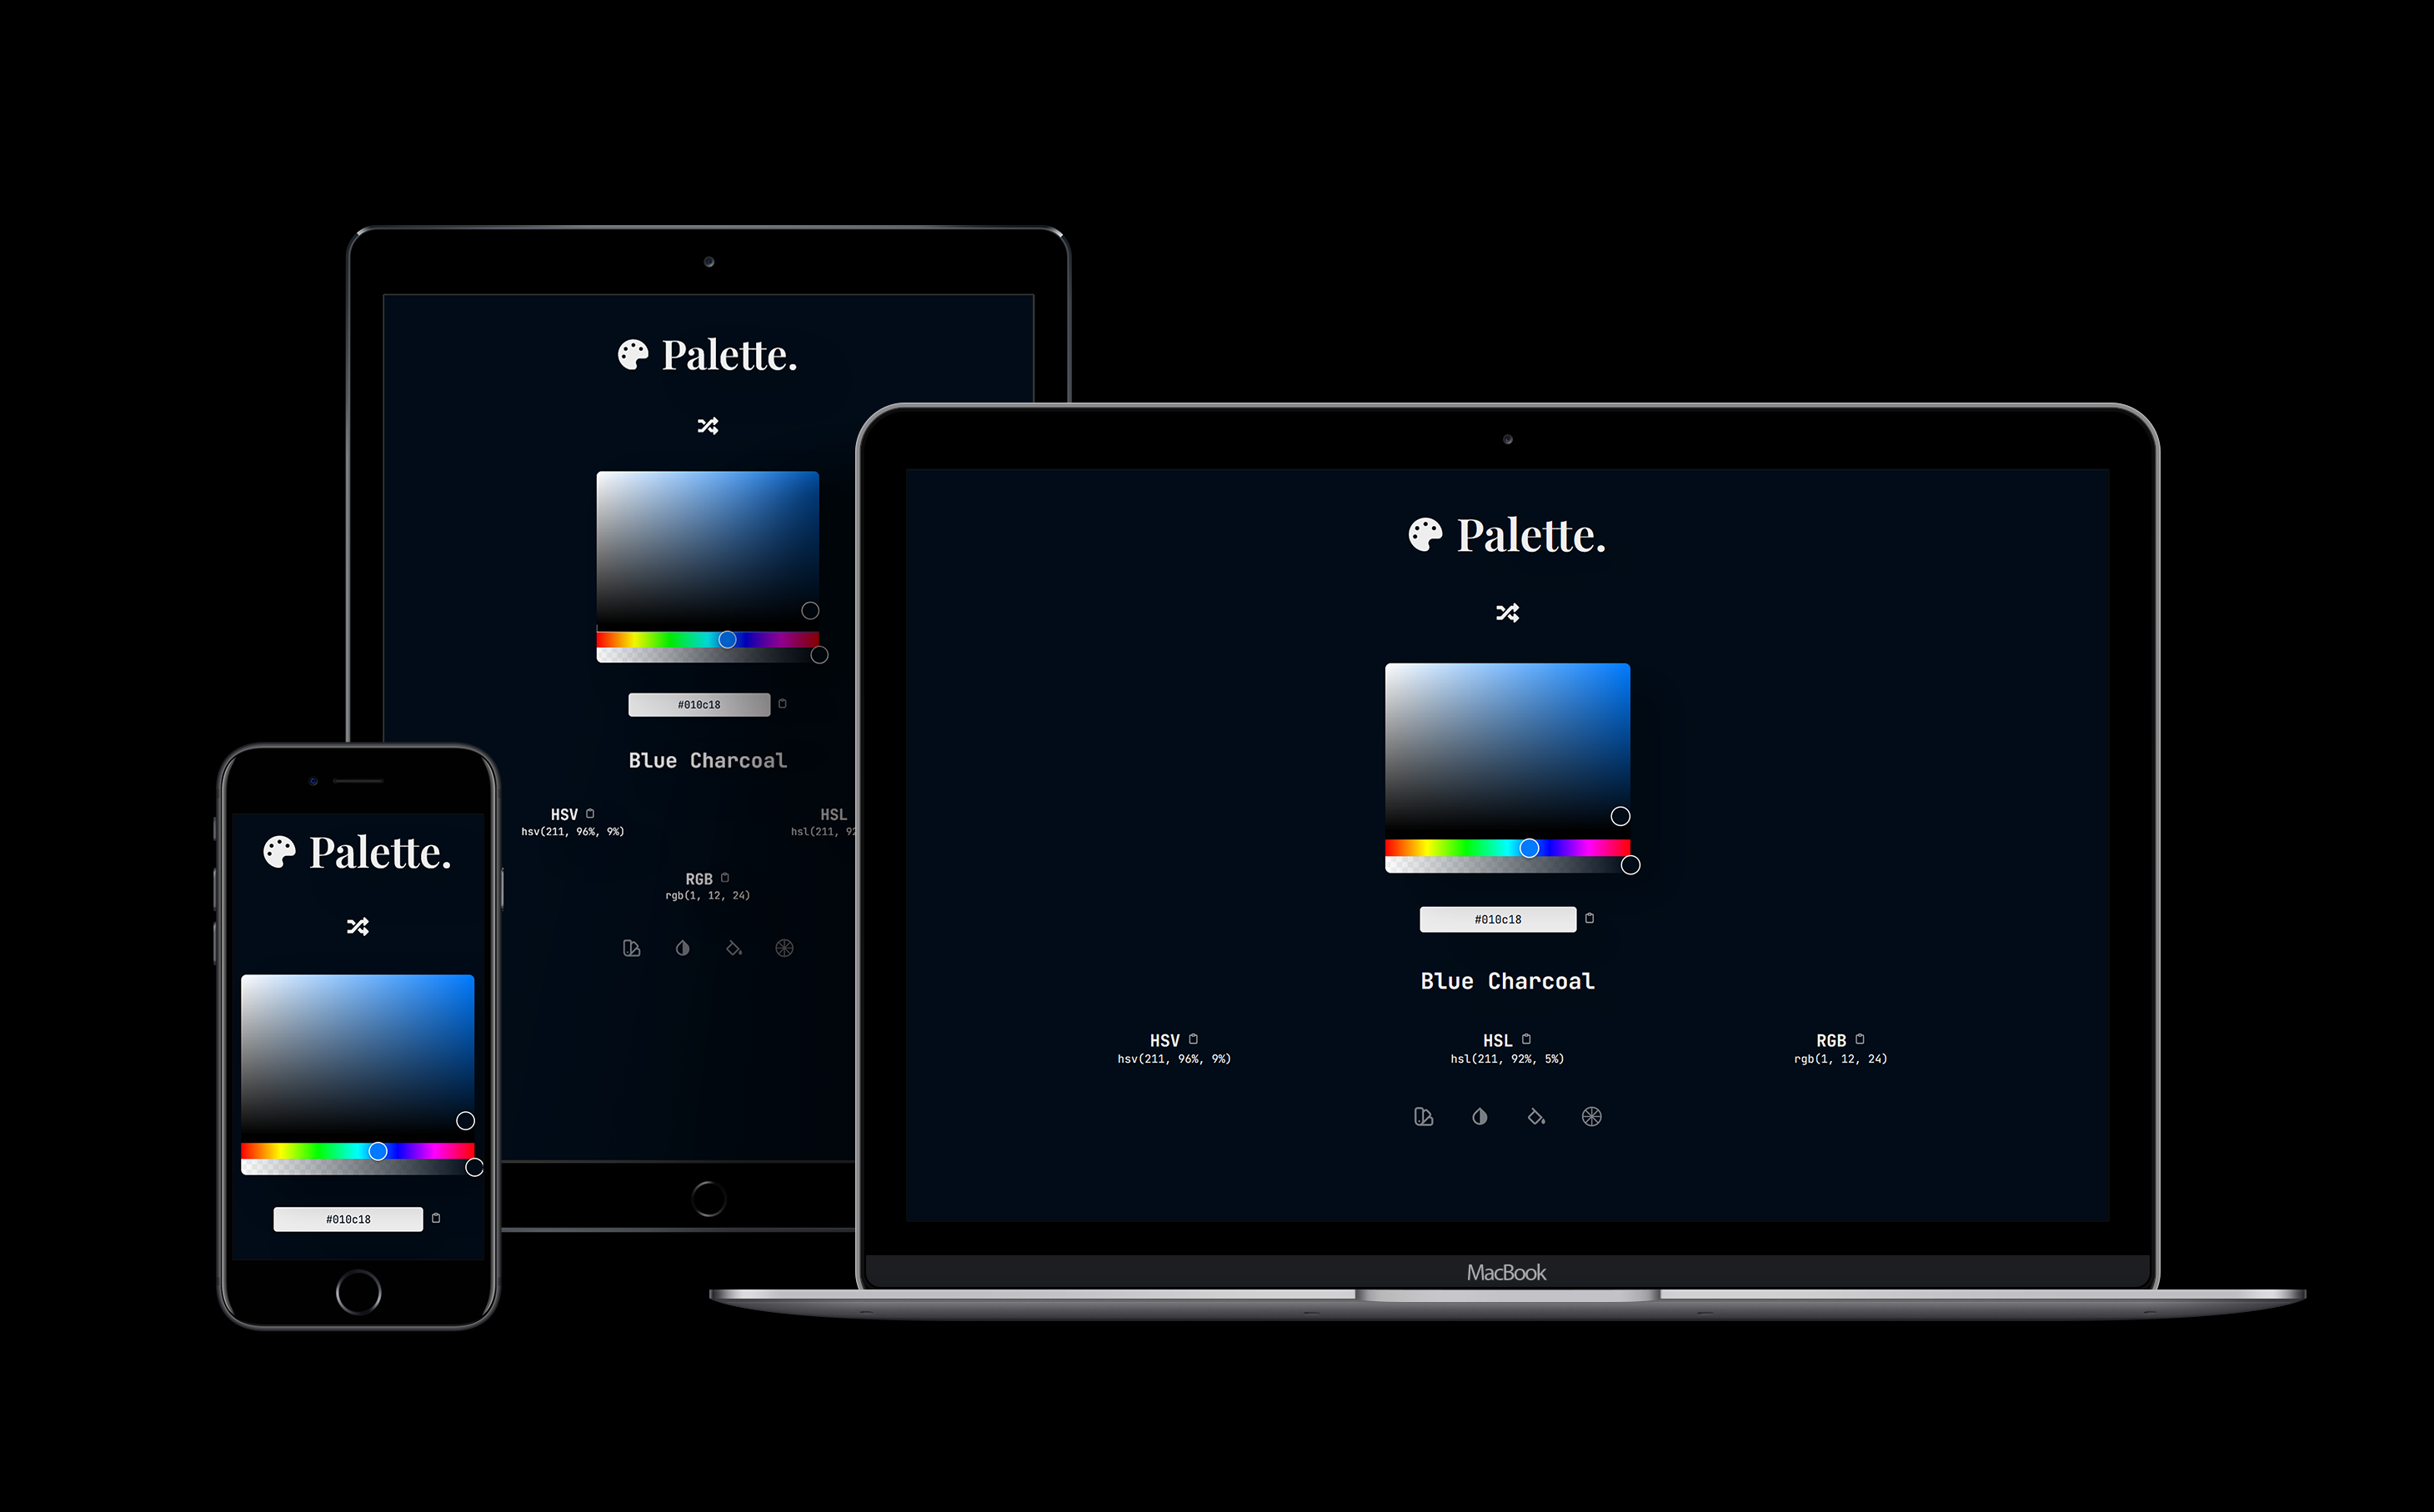 Palette.
#010c18
Blue Charcoal
HSV
hsv(211, 96%, 9%)
HSL
hsl(211, 92
RGB
rgb(1, 12, 24)
Palette.
#010c18
Palette.
#010c18
Blue Charcoal
HSV HSL RGB
hsv(211, 96%, 9%) hsl(211, 92%, 5%) rgb(1, 12, 24)
MacBook